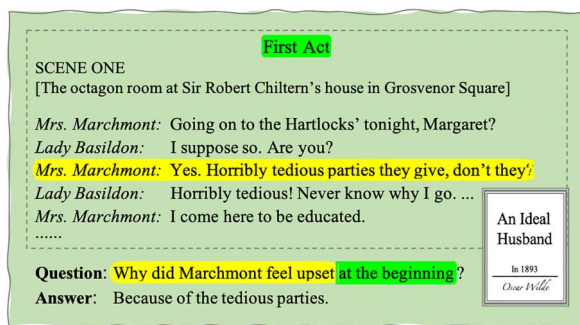 First Act
SCENE ONE
[The octagon room at Sir Robert Chiltern’s house in Grosvenor Square]
Mrs. Marchmont: Going on to the Hartlocks’ tonight, Margaret?
Lady Basildon: I suppose so. Are you?
Mrs. Marchmont: Yes. Horribly tedious parties they give, don’t they?
Lady Basildon: Horribly tedious! Never know why I go. ...
Mrs. Marchmont: I come here to be educated.
......
An Ideal
Husband
In 1893
Oscar Wilde
Question: Why did Marchmont feel upset at the beginning?
Answer: Because of the tedious parties.